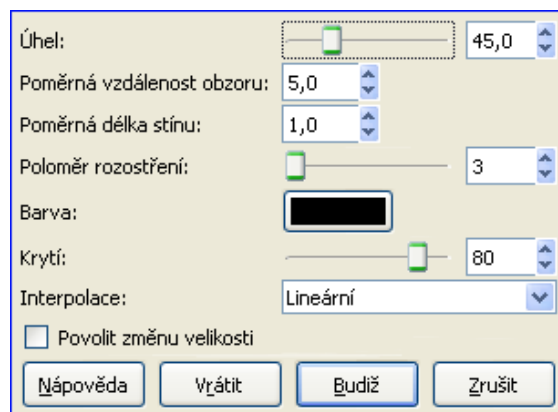 Úhel: 45,0
Poměrná vzdálenost obzoru: 5,0
Poměrná délka stínu: 1,0
Poloměr rozostření: 3
Barva:
Krytí: 80
Interpolace: Lineární
Povolit změnu velikosti
Nápověda Vrátit Budiž Zrušit